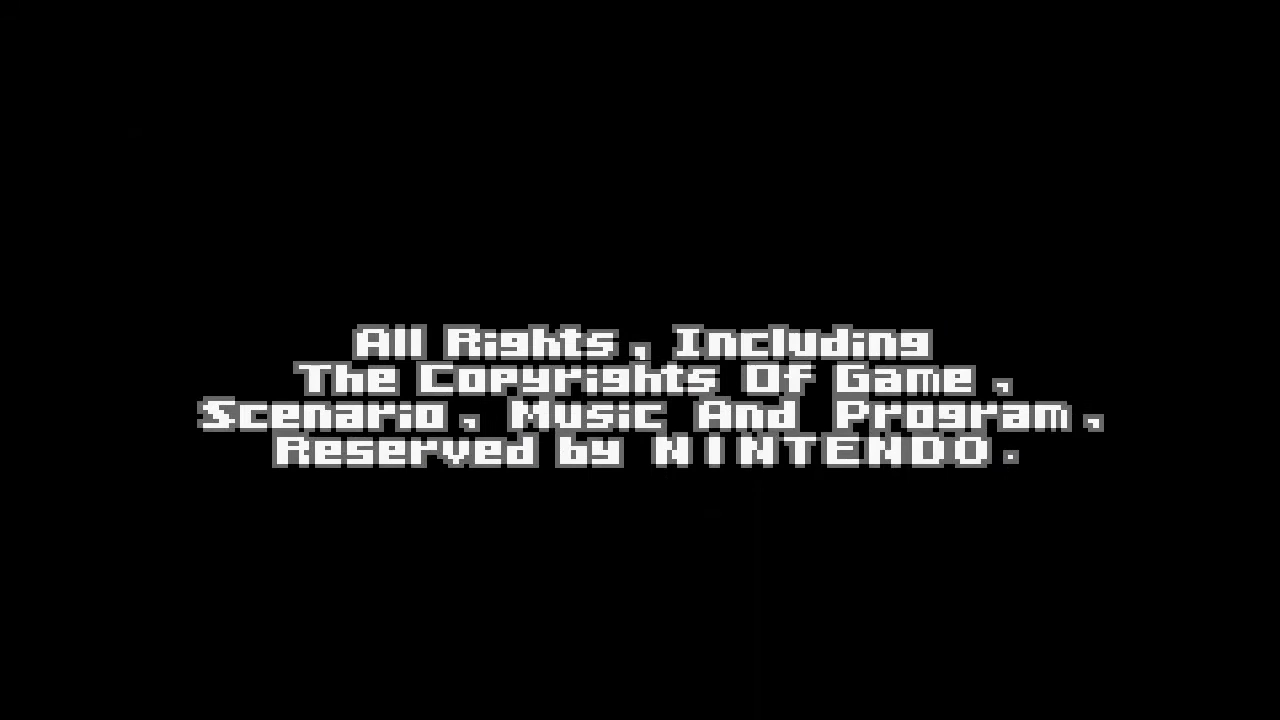 All Rights, Including
The Copyrights Of Game,
Scenario, Music And Program,
Reserved by NINTENDO.